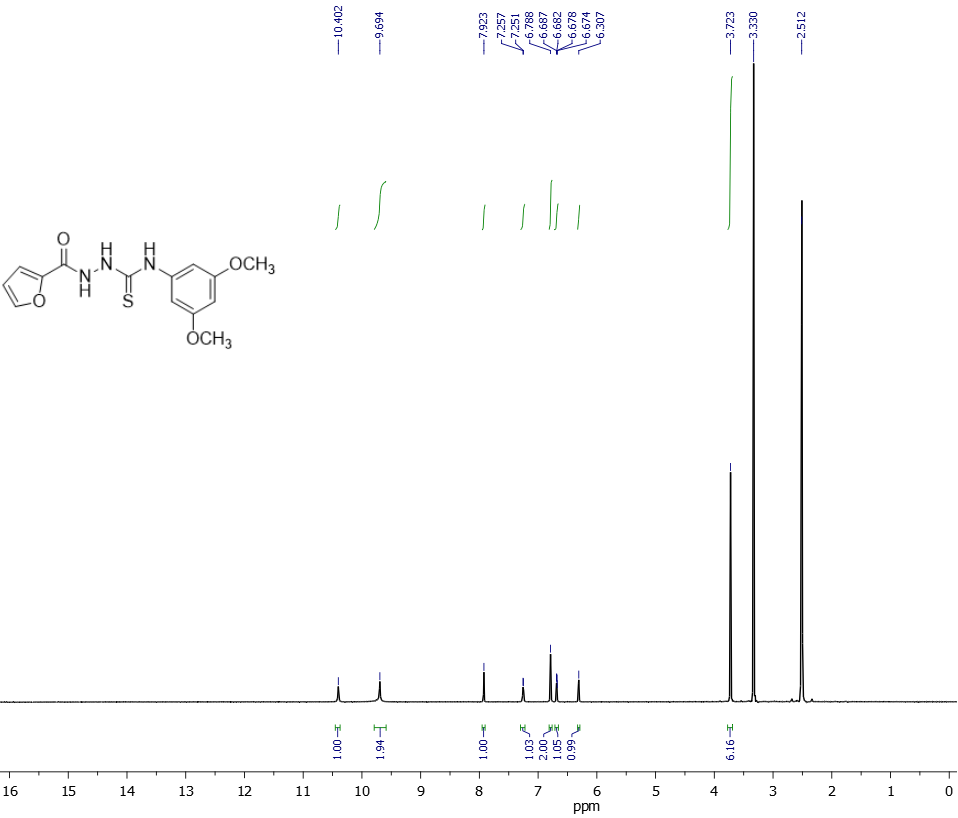 10.402
9.694
7.923
7.257
7.251
6.788
6.687
6.682
6.678
6.674
6.307
3.723
3.330
2.512
O
H
H
N
N
N
H
O
S
OCH3
OCH3
1.00
1.94
1.00
1.03
2.00
1.05
0.99
6.16
16 15 14 13 12 11 10 9 8 7 6 5 4 3 2 1 0
ppm